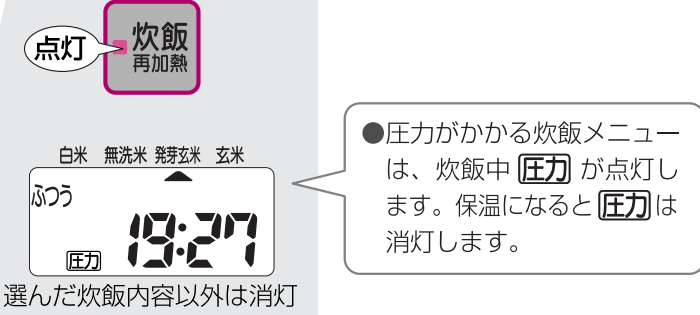 点灯
炊飯
再加熱
白米 無洗米 発芽玄米 玄米
ふつう
19:27
圧力
選んだ炊飯内容以外は消灯
●圧力がかかる炊飯メニュー
は、炊飯中 圧力 が点灯し
ます。保温になると 圧力 は
消灯します。